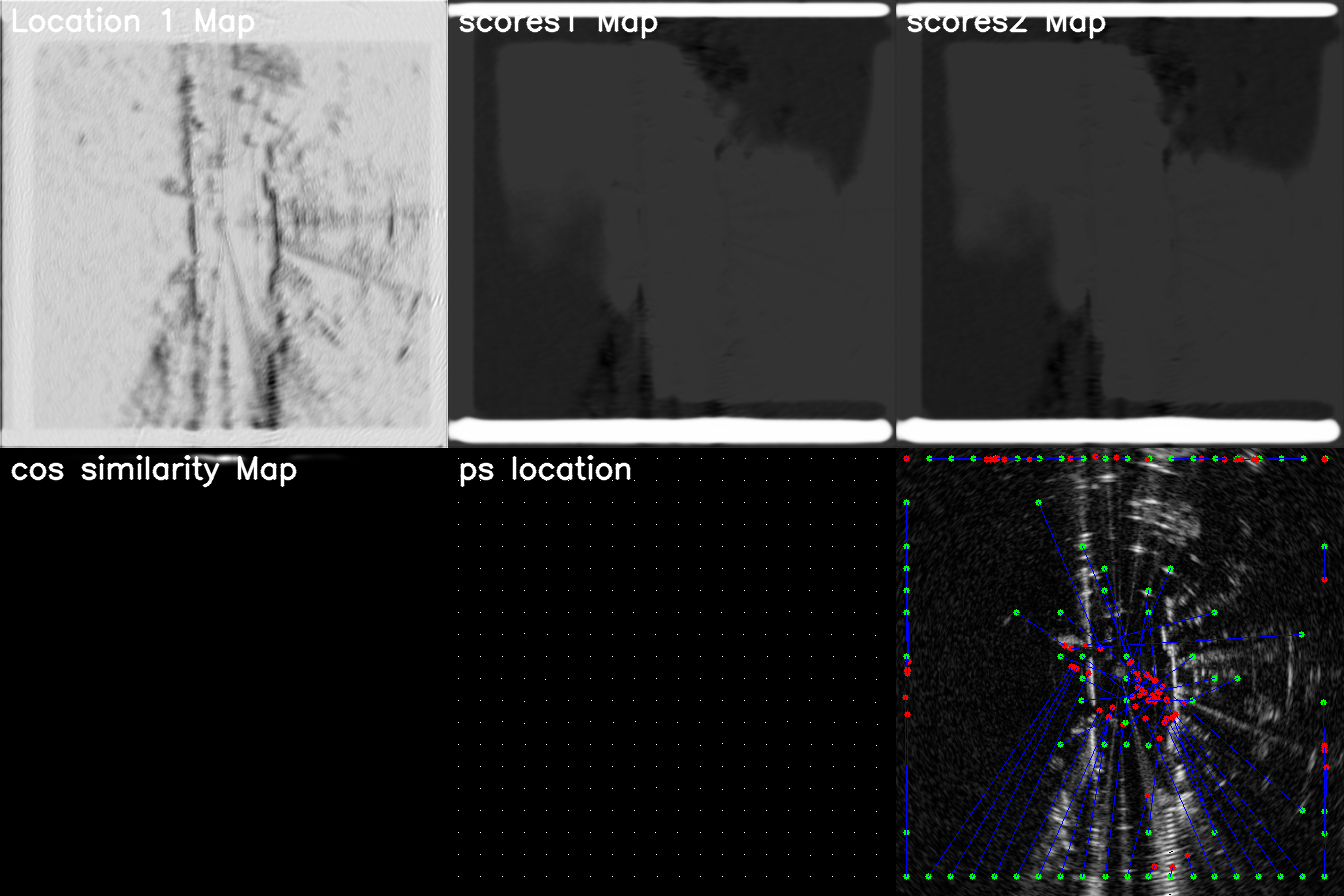 Location 1 Map
scores1 Map
scores2 Map
cos similarity Map
ps location